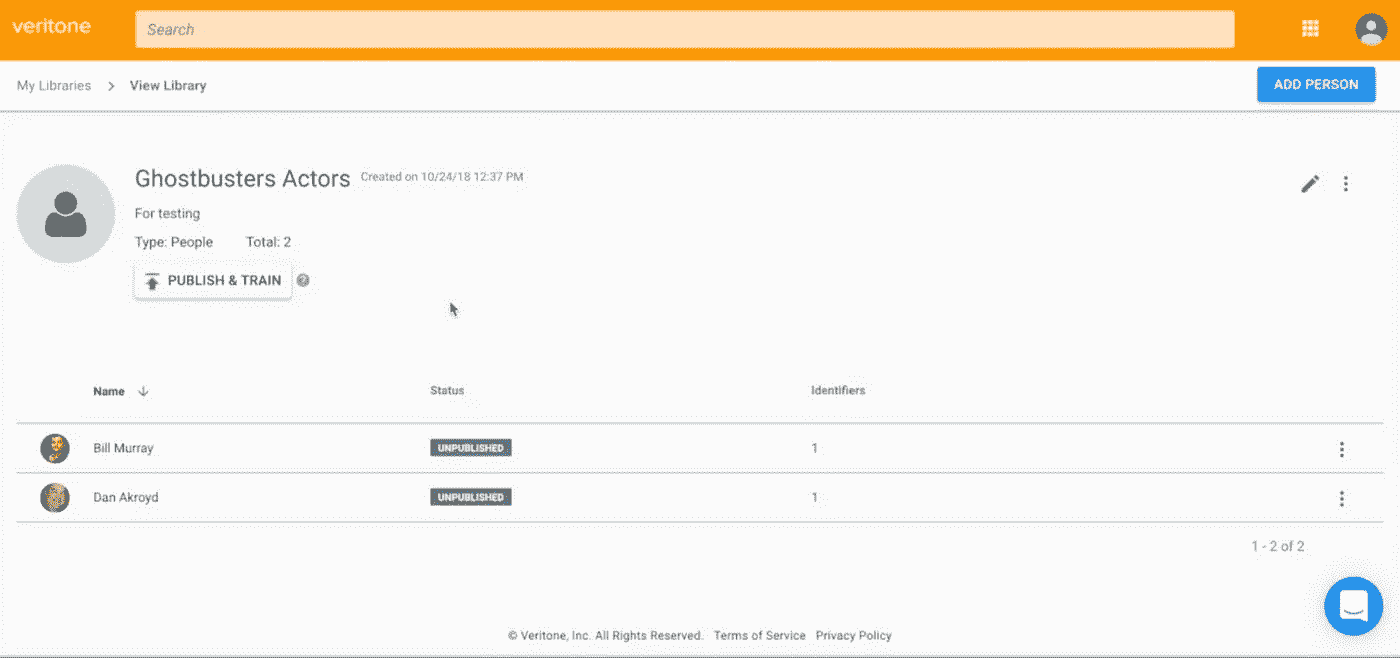 veritone
Search
My Libraries > View Library
ADD PERSON
Ghostbusters Actors Created on 10/24/18 12:37 PM
For testing
Type: People Total: 2
PUBLISH & TRAIN ?
Name ↓ Status Identifiers
Bill Murray UNPUBLISHED 1
Dan Akroyd UNPUBLISHED 1
1 - 2 of 2
© Veritone, Inc. All Rights Reserved. Terms of Service Privacy Policy